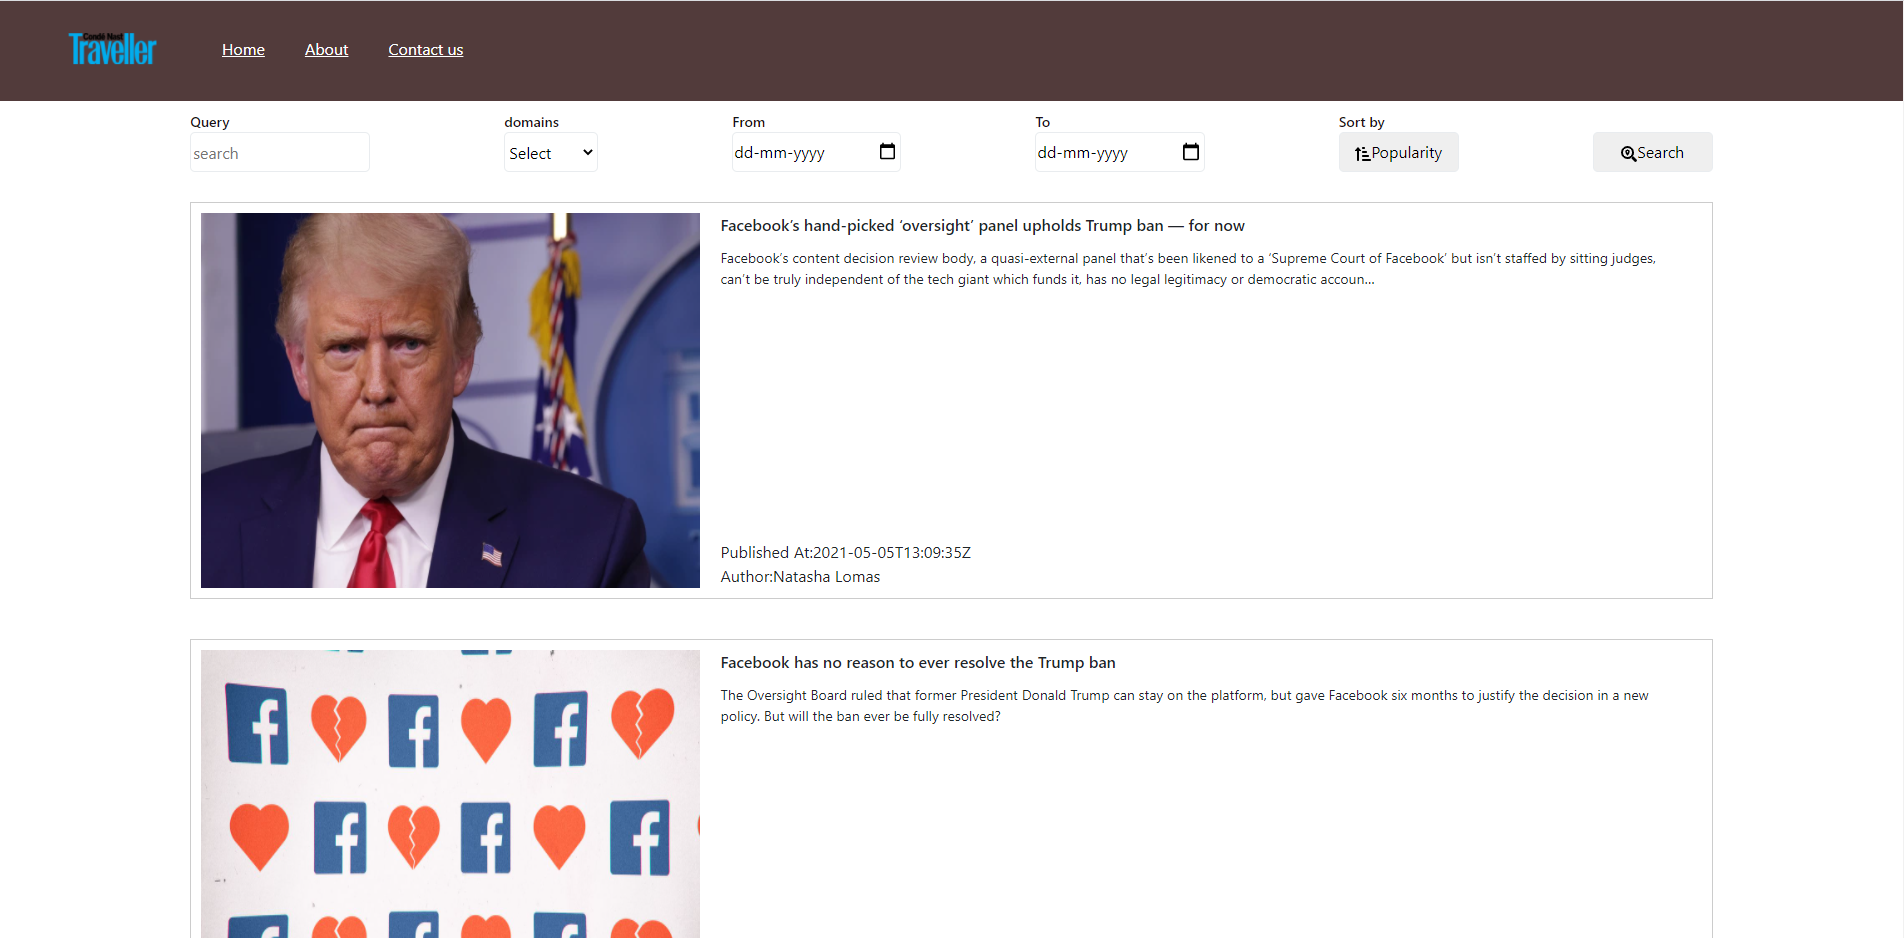 Condé Nast
Traveller
Home About Contact us
Query domains From To Sort by
search Select dd-mm-yyyy dd-mm-yyyy Popularity Search
Facebook’s hand-picked ‘oversight’ panel upholds Trump ban — for now
Facebook’s content decision review body, a quasi-external panel that’s been likened to a ‘Supreme Court of Facebook’ but isn’t staffed by sitting judges,
can’t be truly independent of the tech giant which funds it, has no legal legitimacy or democratic accoun…
Published At:2021-05-05T13:09:35Z
Author:Natasha Lomas
Facebook has no reason to ever resolve the Trump ban
The Oversight Board ruled that former President Donald Trump can stay on the platform, but gave Facebook six months to justify the decision in a new
policy. But will the ban ever be fully resolved?